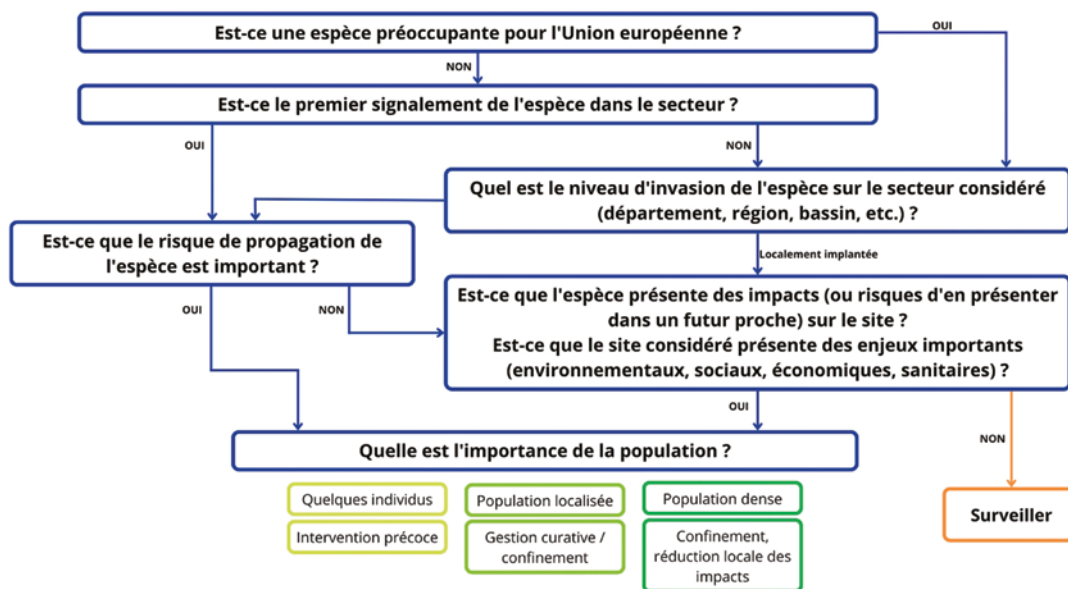 Est-ce une espèce préoccupante pour l'Union européenne ?
OUI
NON
Est-ce le premier signalement de l'espèce dans le secteur ?
OUI
NON
Quel est le niveau d'invasion de l'espèce sur le secteur considéré
(département, région, bassin, etc.) ?
Est-ce que le risque de propagation de
l'espèce est important ?
Localement implantée
OUI
NON
Est-ce que l'espèce présente des impacts (ou risques d'en présenter
dans un futur proche) sur le site ?
Est-ce que le site considéré présente des enjeux importants
(environnementaux, sociaux, économiques, sanitaires) ?
OUI
NON
Quelle est l'importance de la population ?
Quelques individus
Population localisée
Population dense
Intervention précoce
Gestion curative /
confinement
Confinement,
réduction locale des
impacts
Surveiller